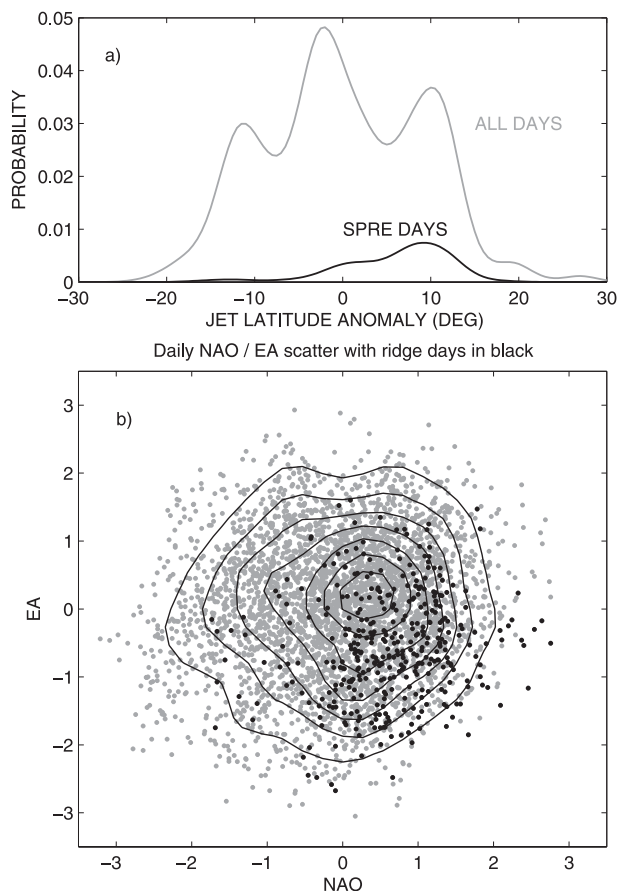 0.05
a)
0.04
PROBABILITY
0.03
ALL DAYS
0.02
0.01
SPRE DAYS
0
−30 −20 −10 0 10 20 30
JET LATITUDE ANOMALY (DEG)
Daily NAO / EA scatter with ridge days in black
3
b)
2
1
EA
0
−1
−2
−3
−3 −2 −1 0 1 2 3
NAO